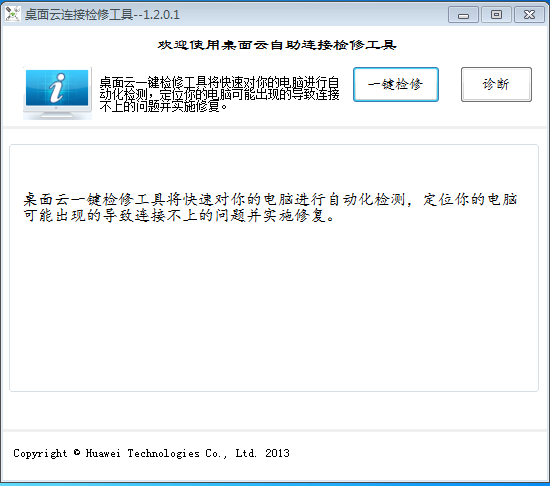 桌面云连接检修工具--1.2.0.1
欢迎使用桌面云自助连接检修工具
桌面云一键检修工具将快速对你的电脑进行自
动化检测，定位你的电脑可能出现的导致连接
不上的问题并实施修复。
一键检修
诊断
桌面云一键检修工具将快速对你的电脑进行自动化检测，定位你的电脑
可能出现的导致连接不上的问题并实施修复。
Copyright © Huawei Technologies Co., Ltd. 2013